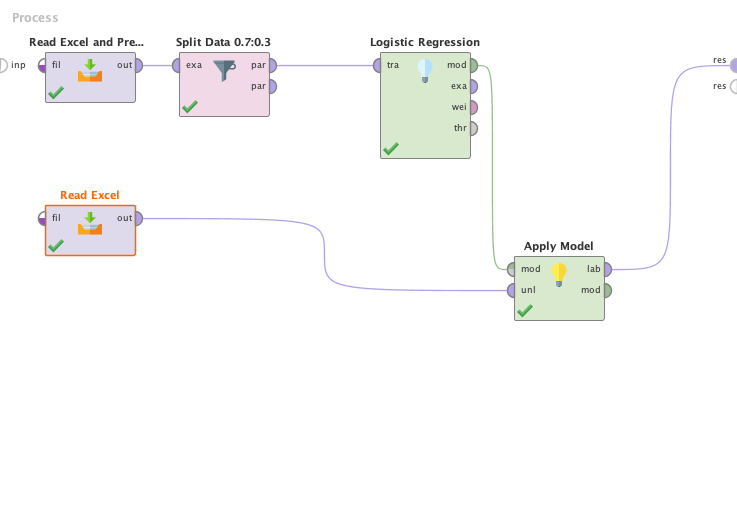 Process
Read Excel and Pre...
Split Data 0.7:0.3
Logistic Regression
inp
fil
out
exa
par
par
tra
mod
exa
wei
thr
res
res
Read Excel
fil
out
Apply Model
mod
lab
unl
mod